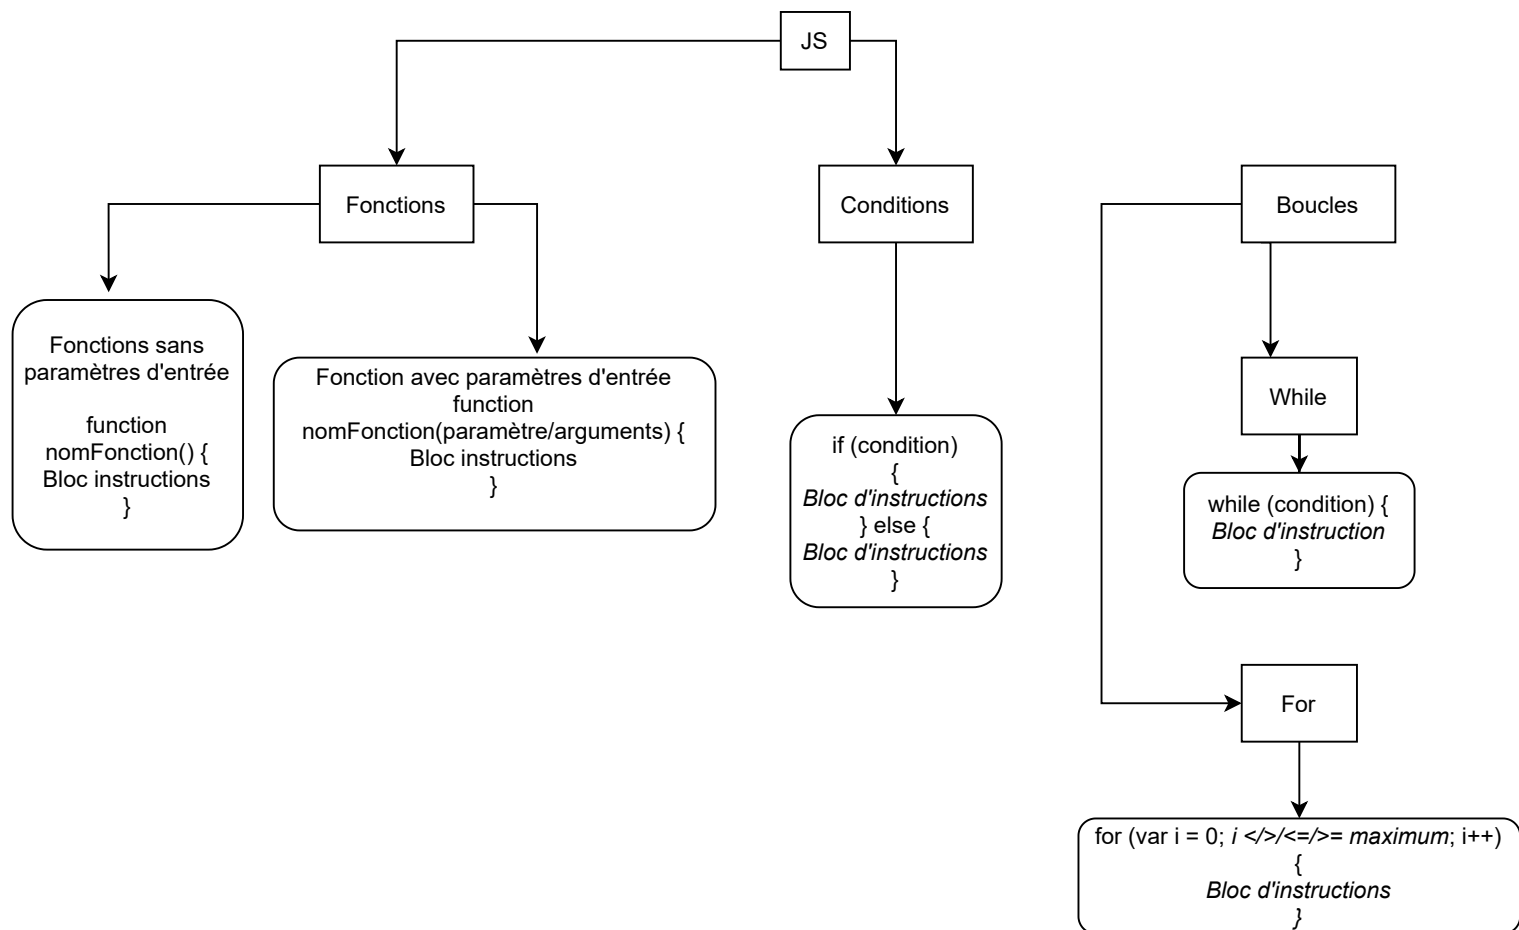 JS
Fonctions
Conditions
Boucles
Fonctions sans
paramètres d'entrée
function
nomFonction() {
Bloc instructions
}
Fonction avec paramètres d'entrée
function
nomFonction(paramètre/arguments) {
Bloc instructions
}
if (condition)
{
Bloc d'instructions
} else {
Bloc d'instructions
}
While
while (condition) {
Bloc d'instruction
}
For
for (var i = 0; i </>/<=/>= maximum; i++)
{
Bloc d'instructions
}